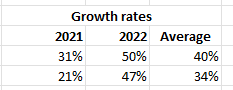 Growth rates
2021 2022 Average
31% 50% 40%
21% 47% 34%